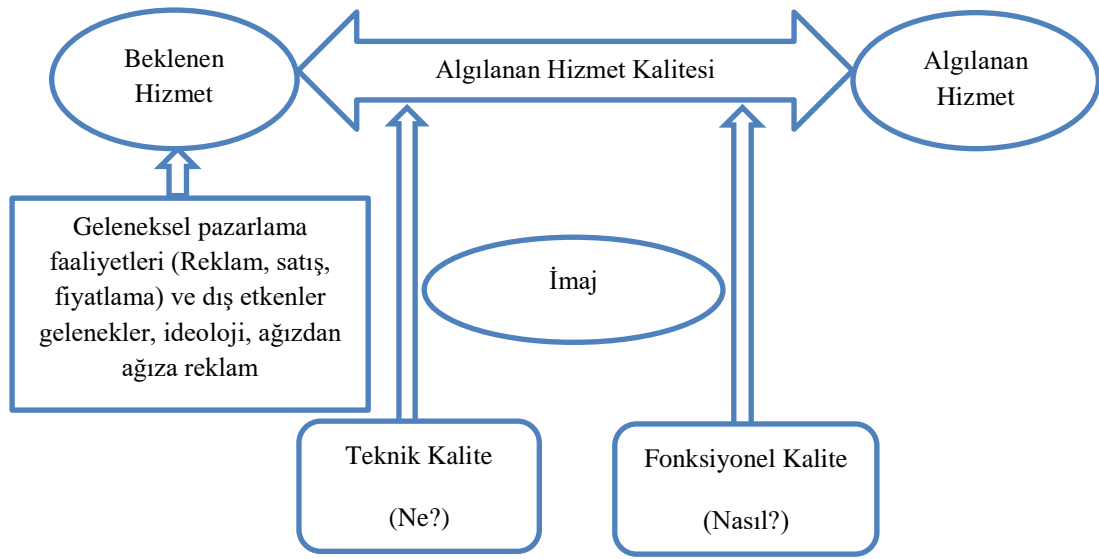 Beklenen
Hizmet
Algılanan Hizmet Kalitesi
Algılanan
Hizmet
Geleneksel pazarlama
faaliyetleri (Reklam, satış,
fiyatlama) ve dış etkenler
gelenekler, ideoloji, ağızdan
ağıza reklam
İmaj
Teknik Kalite
(Ne?)
Fonksiyonel Kalite
(Nasıl?)